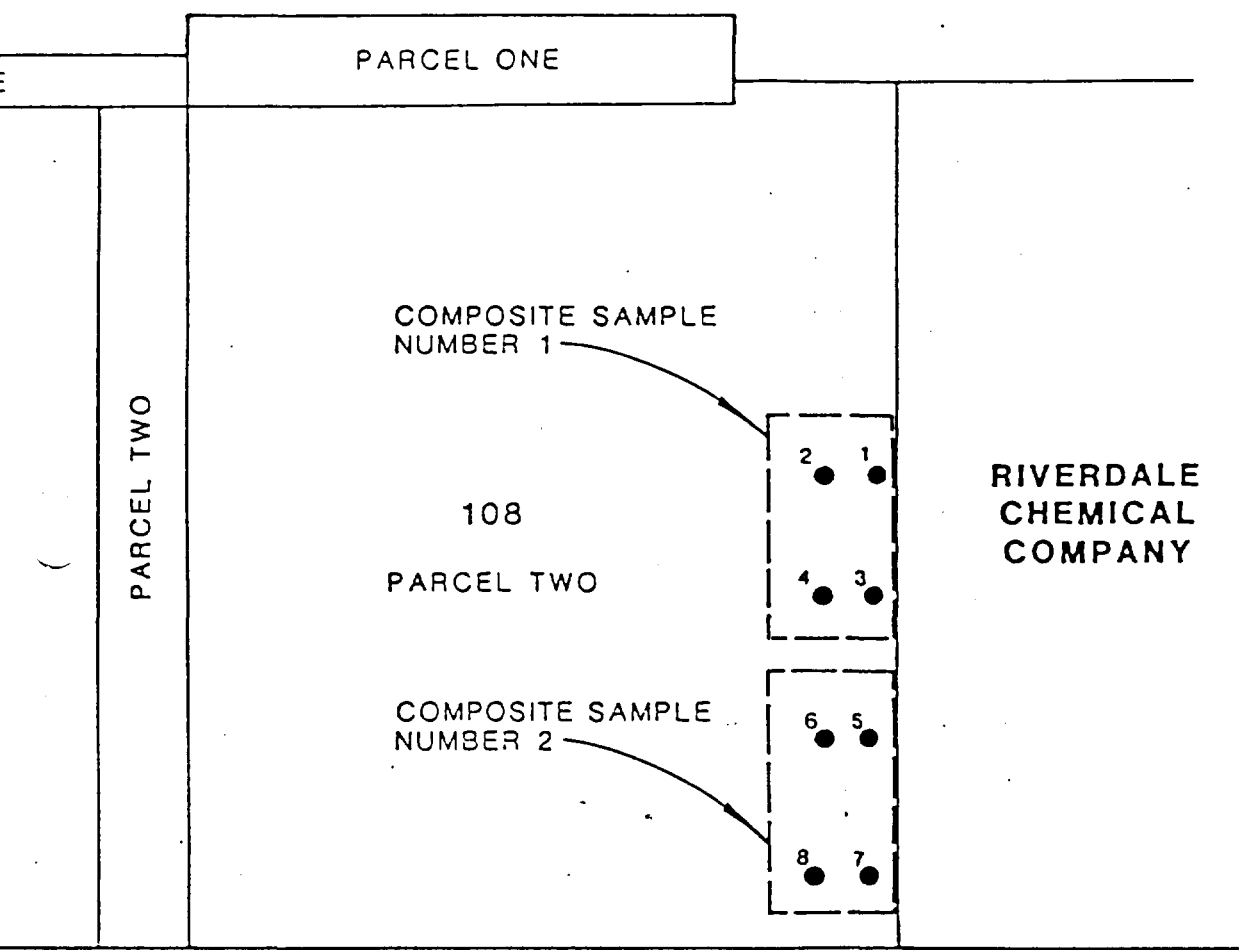 PARCEL ONE
E
COMPOSITE SAMPLE
NUMBER 1
PARCEL TWO
2 1
RIVERDALE
CHEMICAL
COMPANY
108
PARCEL TWO
4 3
COMPOSITE SAMPLE
NUMBER 2
6 5
8 7